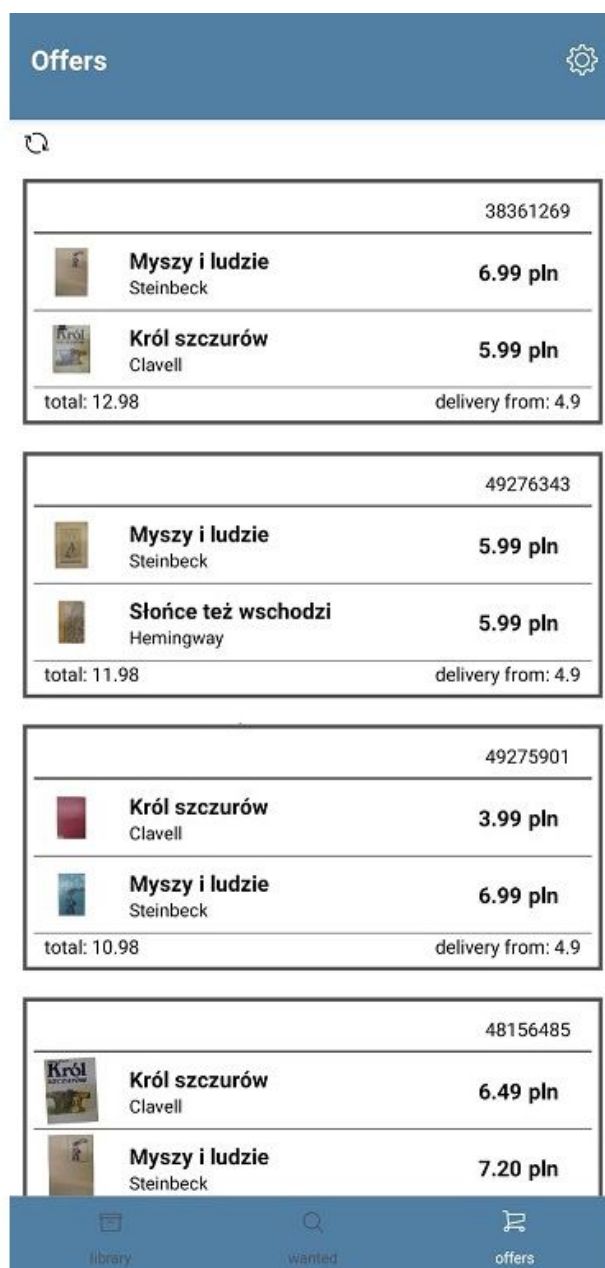 Offers
38361269
Myszy i ludzie
6.99 pln
Steinbeck
Król szczurów
5.99 pln
Clavell
total: 12.98 delivery from: 4.9
49276343
Myszy i ludzie
5.99 pln
Steinbeck
Słońce też wschodzi
5.99 pln
Hemingway
total: 11.98 delivery from: 4.9
49275901
Król szczurów
3.99 pln
Clavell
Myszy i ludzie
6.99 pln
Steinbeck
total: 10.98 delivery from: 4.9
48156485
Król
Król szczurów
6.49 pln
Clavell
Myszy i ludzie
7.20 pln
Steinbeck
library wanted offers